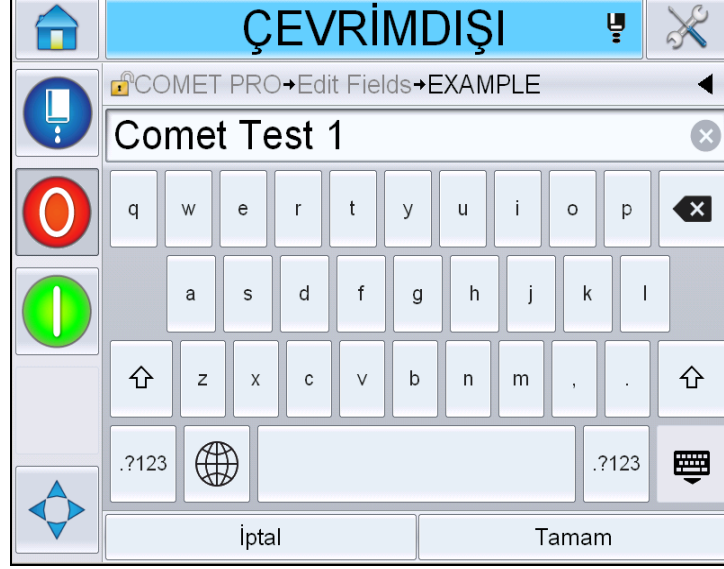 ÇEVRİMDIŞI
COMET PRO→Edit Fields→EXAMPLE
Comet Test 1
q w e r t y u i o p
a s d f g h j k l
z x c v b n m , .
.?123 .?123
İptal Tamam